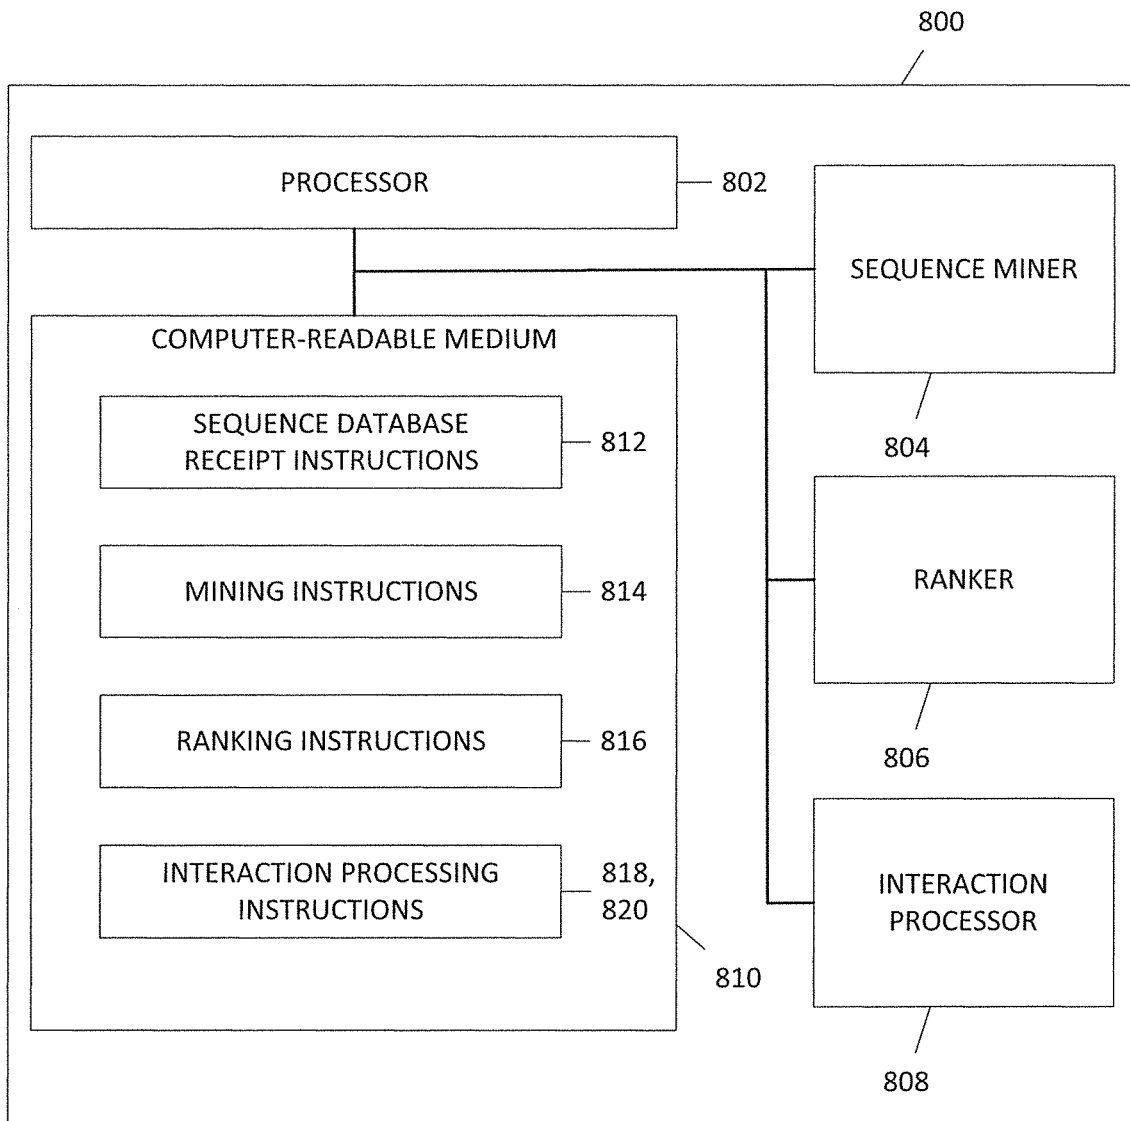 800
PROCESSOR
802
SEQUENCE MINER
804
COMPUTER-READABLE MEDIUM
SEQUENCE DATABASE
RECEIPT INSTRUCTIONS
812
MINING INSTRUCTIONS
814
RANKING INSTRUCTIONS
816
INTERACTION PROCESSING
INSTRUCTIONS
818,
820
810
RANKER
806
INTERACTION
PROCESSOR
808